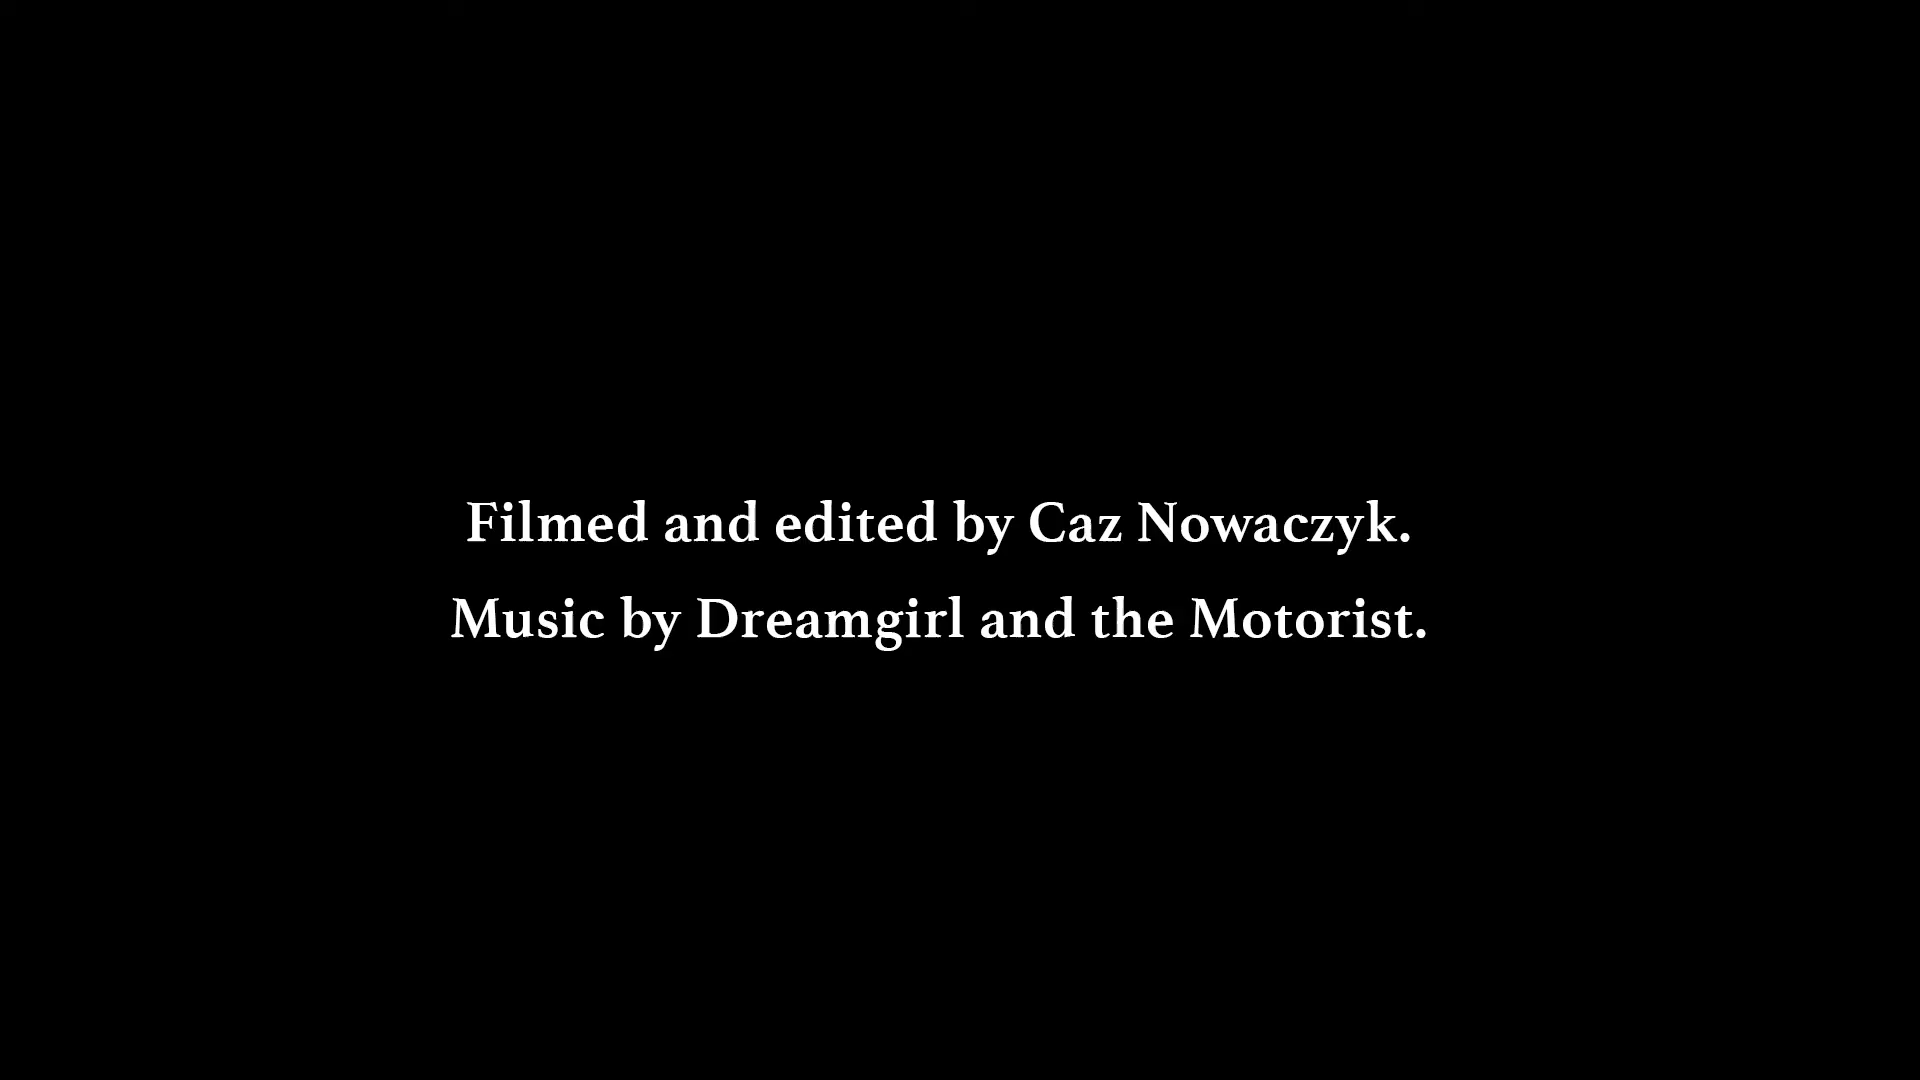 Filmed and edited by Caz Nowaczyk.
Music by Dreamgirl and the Motorist.